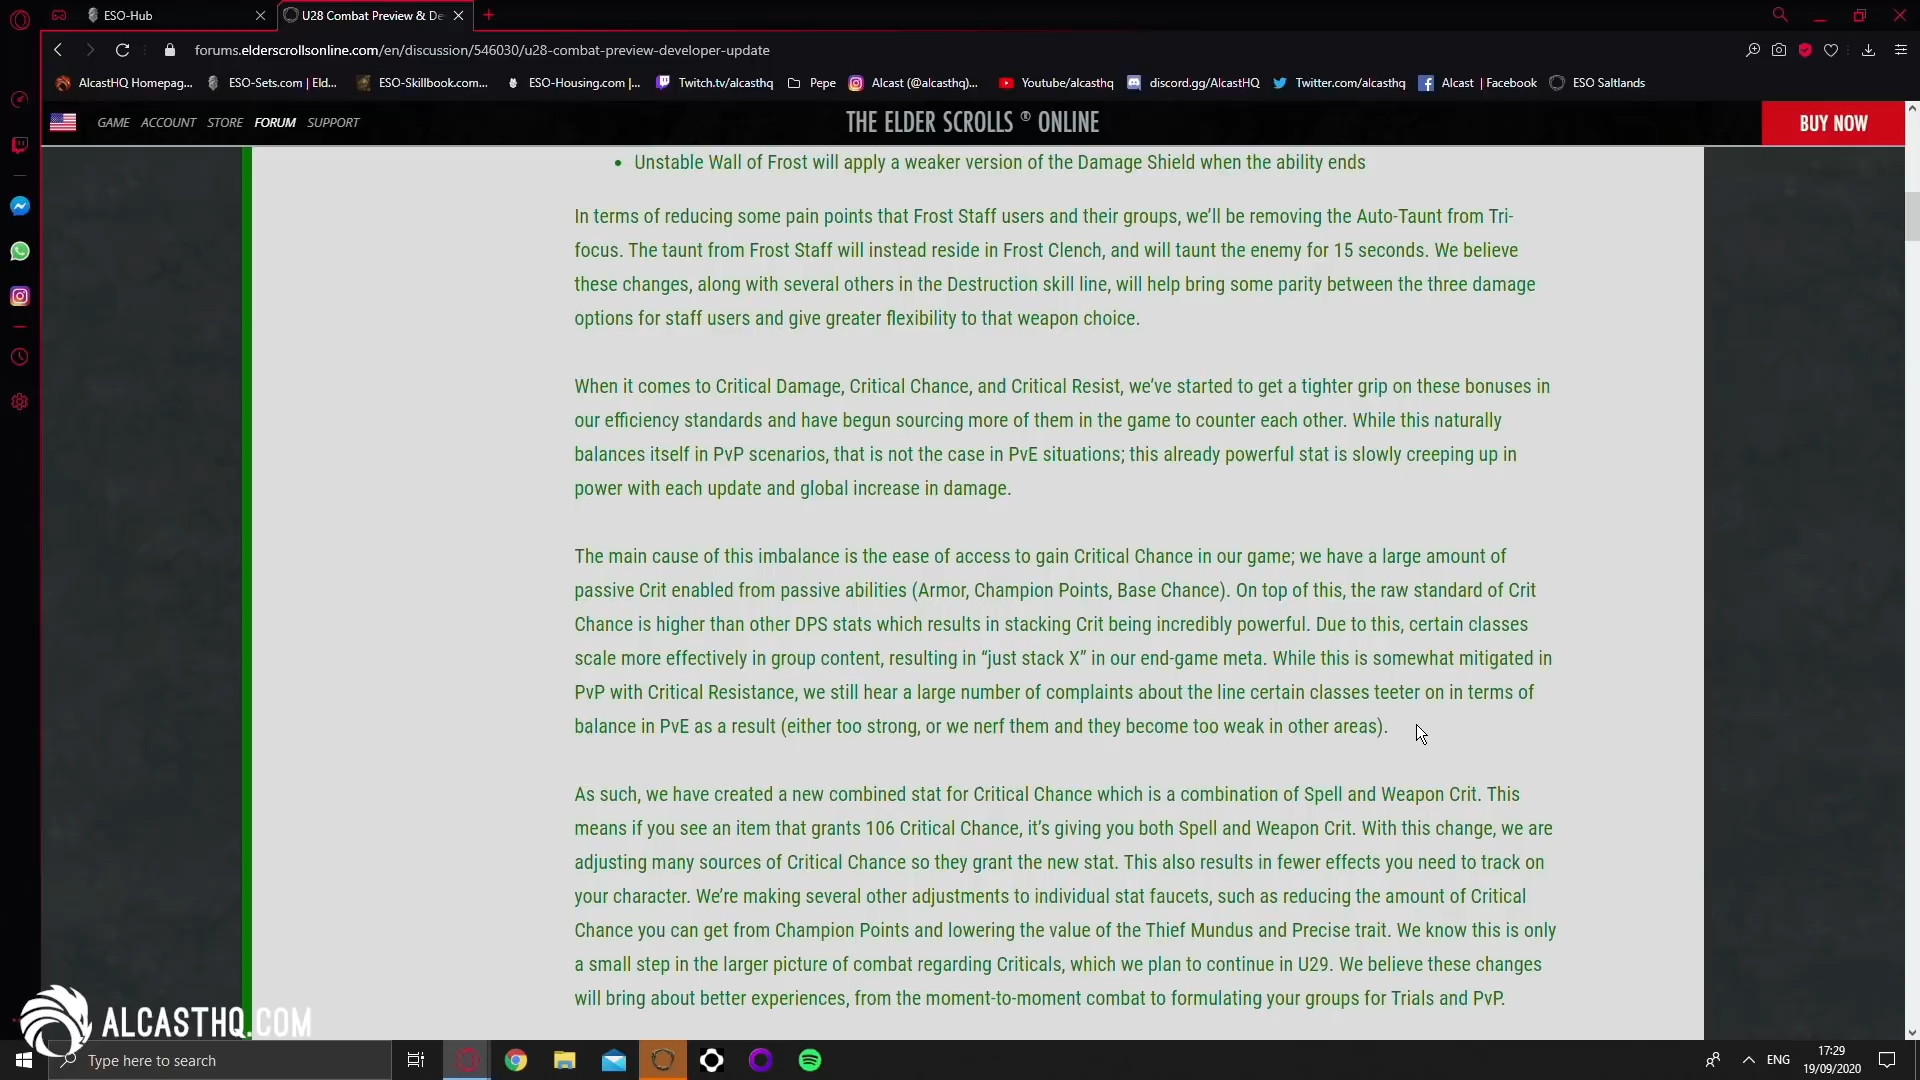 ESO-Hub
U28 Combat Preview & De
forums.elderscrollsonline.com/en/discussion/546030/u28-combat-preview-developer-update
AlcastHQ Homepag... ESO-Sets.com | Eld... ESO-Skillbook.com... ESO-Housing.com |... Twitch.tv/alcasthq Pepe Alcast (@alcasthq)... Youtube/alcasthq discord.gg/AlcastHQ Twitter.com/alcasthq Alcast | Facebook ESO Saltlands
GAME ACCOUNT STORE FORUM SUPPORT
THE ELDER SCROLLS ® ONLINE
BUY NOW
• Unstable Wall of Frost will apply a weaker version of the Damage Shield when the ability ends
In terms of reducing some pain points that Frost Staff users and their groups, we'll be removing the Auto-Taunt from Tri-
focus. The taunt from Frost Staff will instead reside in Frost Clench, and will taunt the enemy for 15 seconds. We believe
these changes, along with several others in the Destruction skill line, will help bring some parity between the three damage
options for staff users and give greater flexibility to that weapon choice.
When it comes to Critical Damage, Critical Chance, and Critical Resist, we've started to get a tighter grip on these bonuses in
our efficiency standards and have begun sourcing more of them in the game to counter each other. While this naturally
balances itself in PvP scenarios, that is not the case in PvE situations; this already powerful stat is slowly creeping up in
power with each update and global increase in damage.
The main cause of this imbalance is the ease of access to gain Critical Chance in our game; we have a large amount of
passive Crit enabled from passive abilities (Armor, Champion Points, Base Chance). On top of this, the raw standard of Crit
Chance is higher than other DPS stats which results in stacking Crit being incredibly powerful. Due to this, certain classes
scale more effectively in group content, resulting in “just stack X” in our end-game meta. While this is somewhat mitigated in
PvP with Critical Resistance, we still hear a large number of complaints about the line certain classes teeter on in terms of
balance in PvE as a result (either too strong, or we nerf them and they become too weak in other areas).
As such, we have created a new combined stat for Critical Chance which is a combination of Spell and Weapon Crit. This
means if you see an item that grants 106 Critical Chance, it's giving you both Spell and Weapon Crit. With this change, we are
adjusting many sources of Critical Chance so they grant the new stat. This also results in fewer effects you need to track on
your character. We're making several other adjustments to individual stat faucets, such as reducing the amount of Critical
Chance you can get from Champion Points and lowering the value of the Thief Mundus and Precise trait. We know this is only
a small step in the larger picture of combat regarding Criticals, which we plan to continue in U29. We believe these changes
will bring about better experiences, from the moment-to-moment combat to formulating your groups for Trials and PvP.
ALCASTHQ.COM
Type here to search
ENG
17:29
19/09/2020